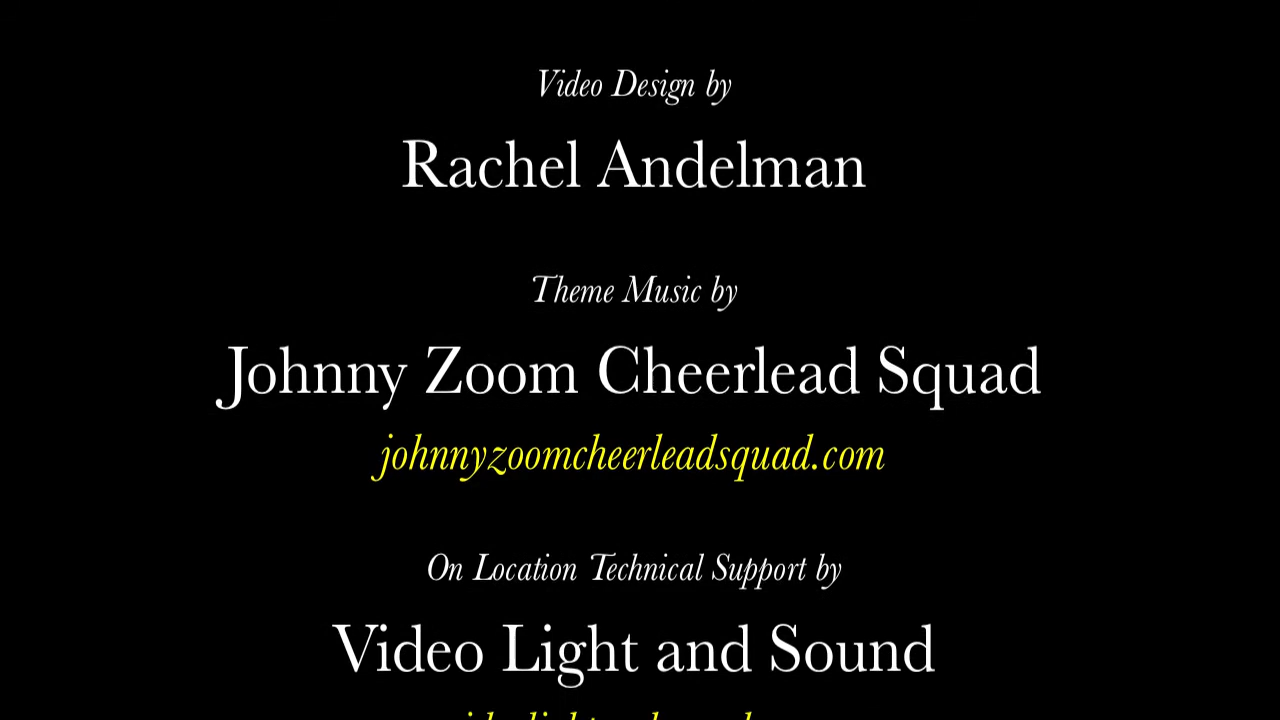 Video Design by
Rachel Andelman
Theme Music by
Johnny Zoom Cheerlead Squad
johnnyzoomcheerleadsquad.com
On Location Technical Support by
Video Light and Sound